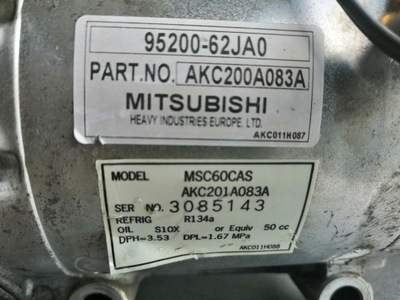 95200-62JA0
PART.NO. AKC200A083A
MITSUBISHI
HEAVY INDUSTRIES EUROPE, LTD.
AKC011H087
MODEL MSC60CAS
AKC201A083A
SER NO. 3085143
REFRIG R134a
OIL S10X or Equiv 50 cc
DPH=3.53 DPL=1.67 MPa
AKC011H088